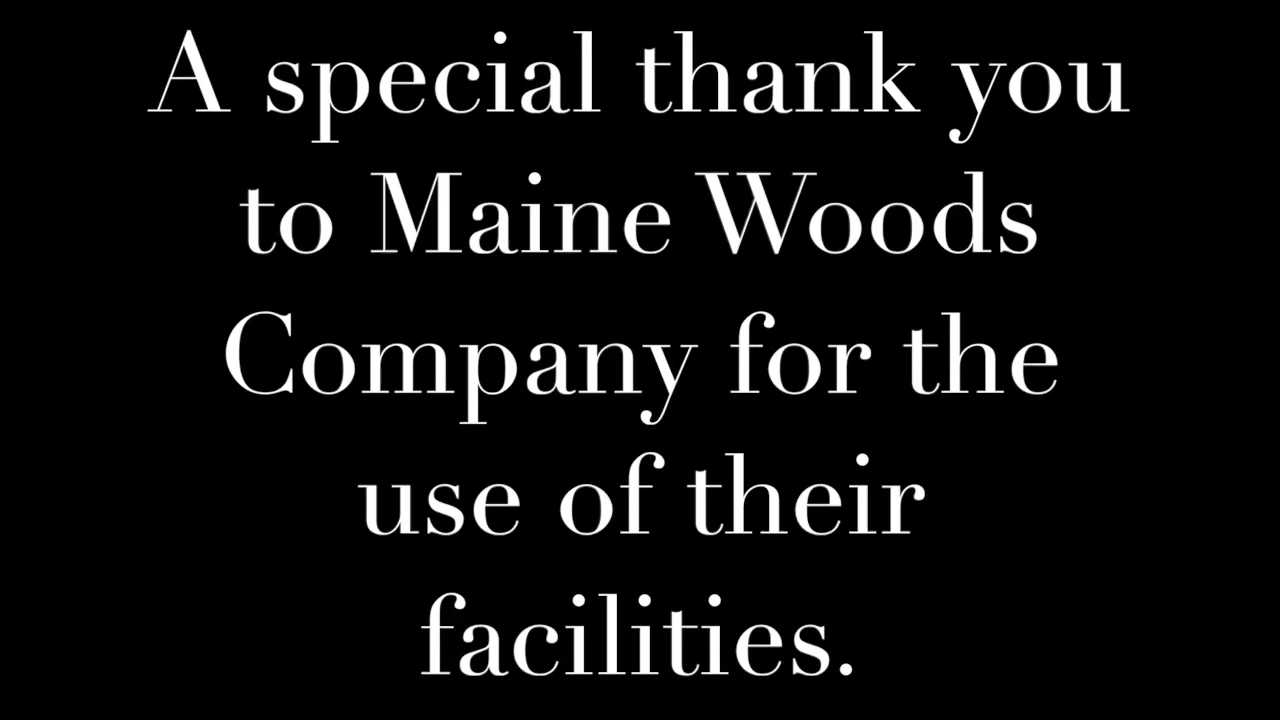 A special thank you
to Maine Woods
Company for the
use of their
facilities.